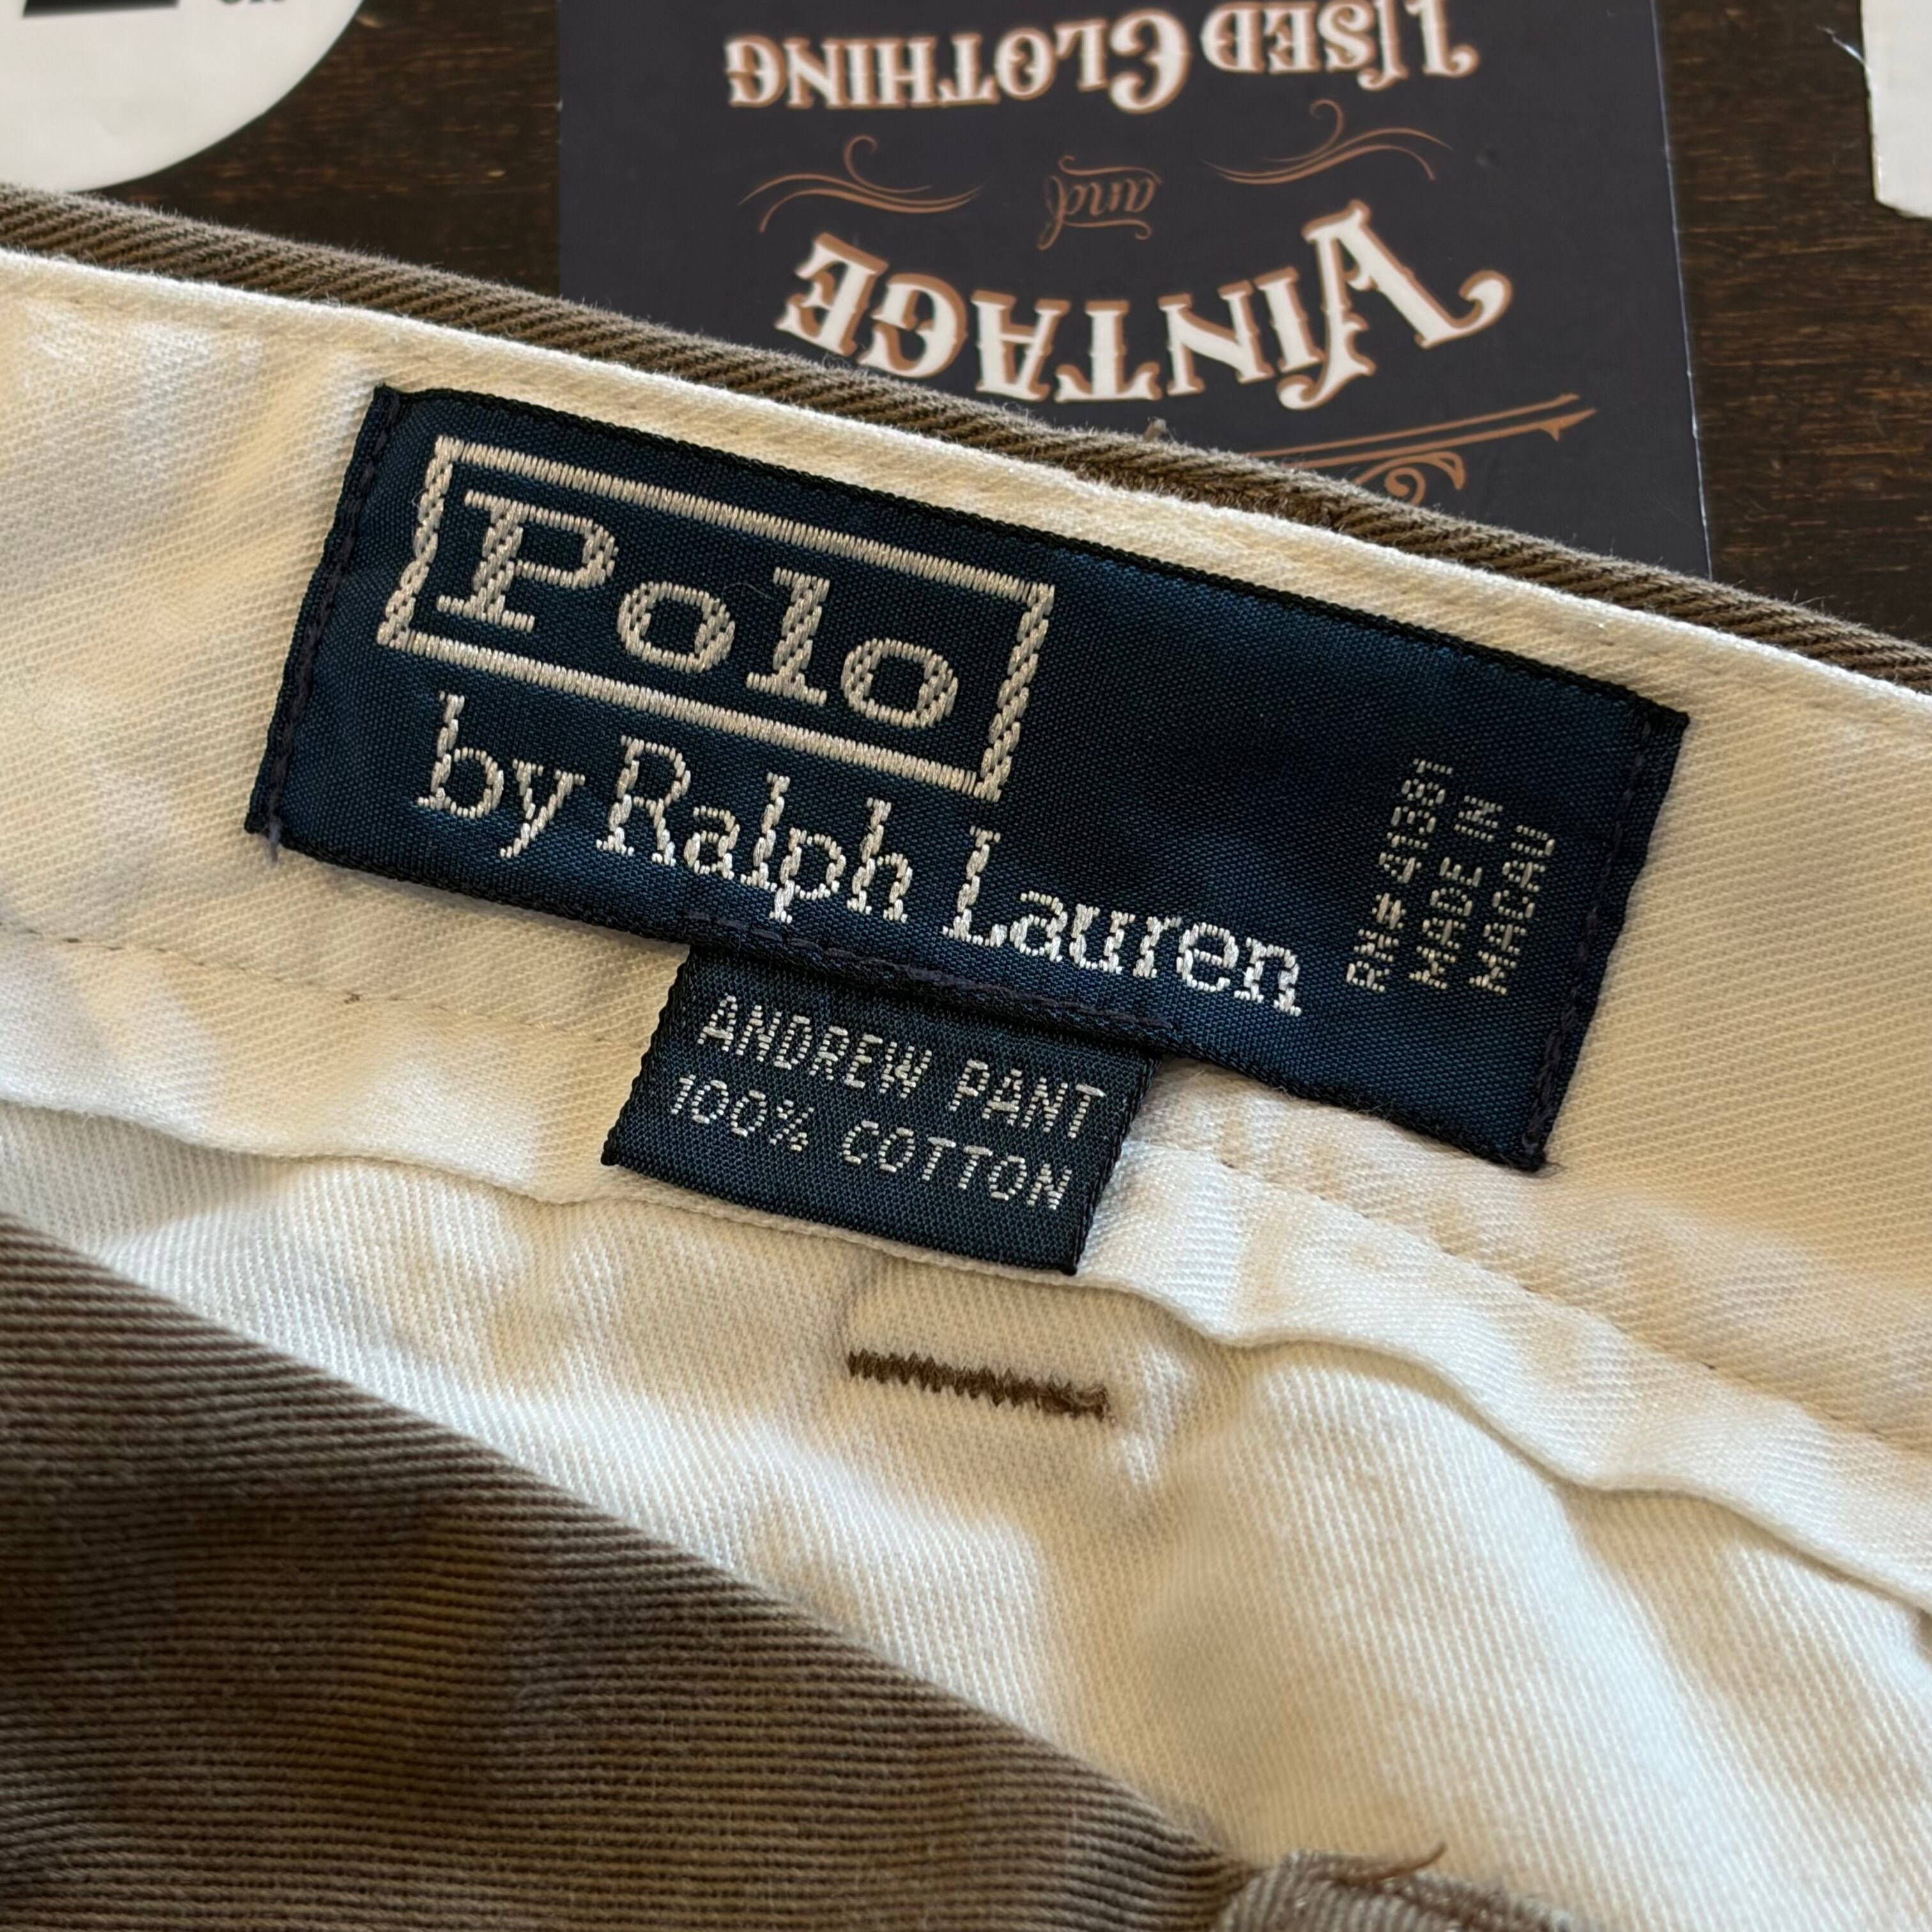 VINTAGE
and
USED CLOTHING
Polo
by Ralph Lauren
RN# 41381
MADE IN
MACAU
ANDREW PANT
100% COTTON